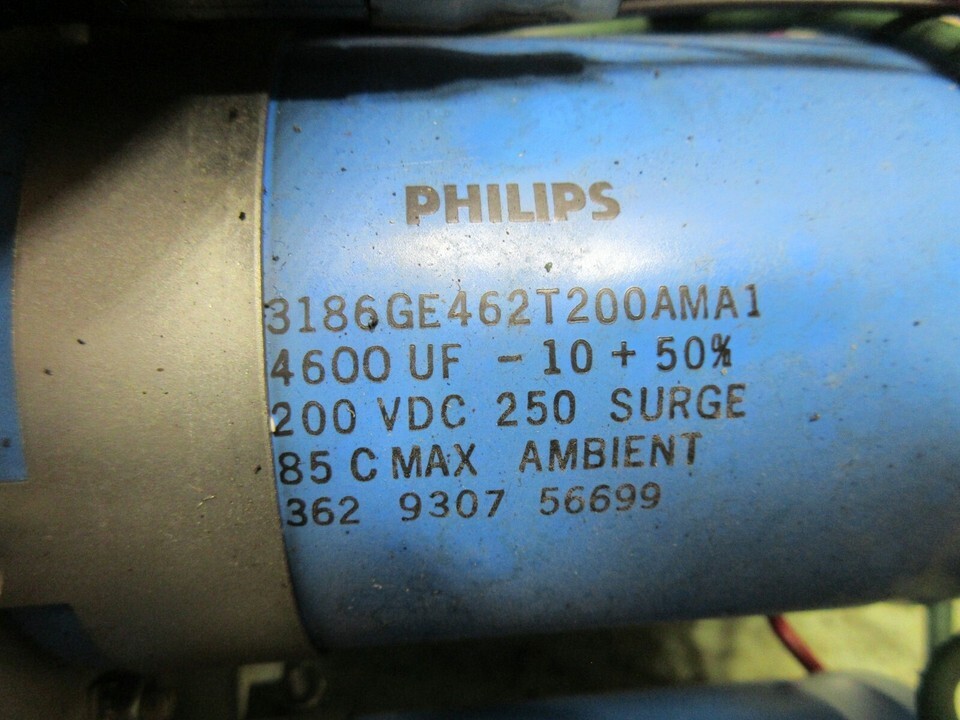 PHILIPS
3186GE462T200AMA1
4600 UF -10 + 50%
200 VDC 250 SURGE
85 C MAX AMBIENT
362 9307 56699